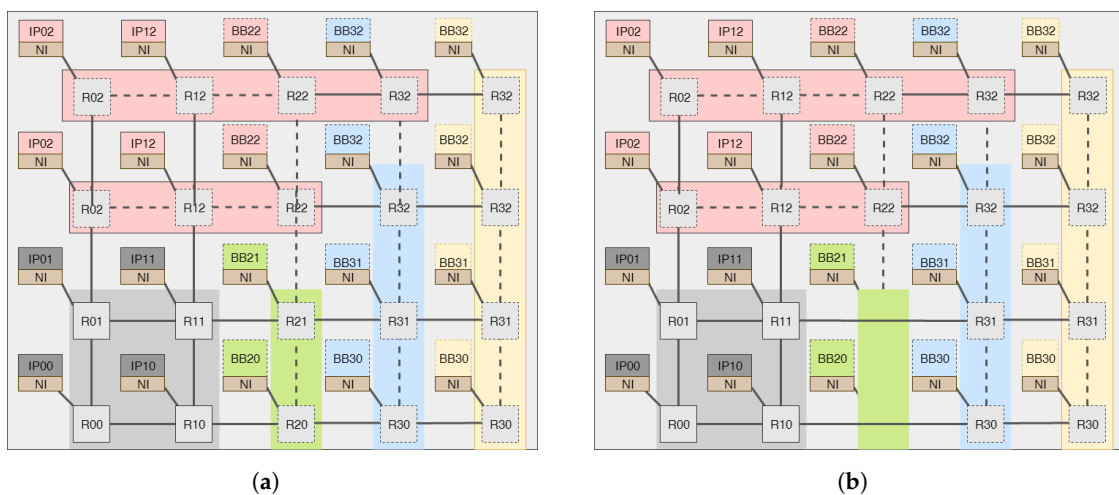 IP02 IP12 BB22 BB32 BB32
NI NI NI NI NI
R02 R12 R22 R32 R32
IP02 IP12 BB22 BB32 BB32
NI NI NI NI NI
R02 R12 R22 R32 R32
IP01 IP11 BB21 BB31 BB31
NI NI NI NI NI
R01 R11 R21 R31 R31
IP00 IP10 BB20 BB30 BB30
NI NI NI NI NI
R00 R10 R20 R30 R30
(a)
IP02 IP12 BB22 BB32 BB32
NI NI NI NI NI
R02 R12 R22 R32 R32
IP02 IP12 BB22 BB32 BB32
NI NI NI NI NI
R02 R12 R22 R32 R32
IP01 IP11 BB21 BB31 BB31
NI NI NI NI NI
R01 R11 R31 R31
IP00 IP10 BB20 BB30 BB30
NI NI NI NI NI
R00 R10 R30 R30
(b)